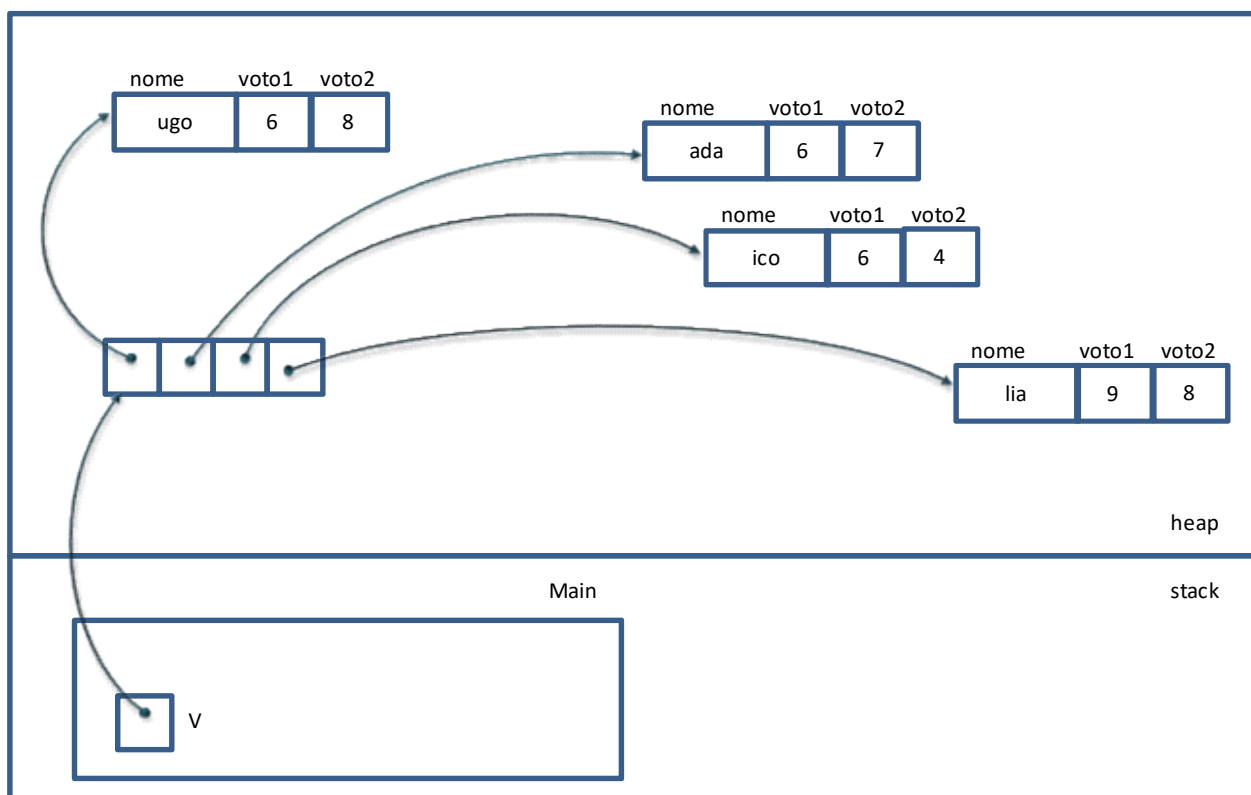 nome voto1 voto2
ugo 6 8
nome voto1 voto2
ada 6 7
nome voto1 voto2
ico 6 4
nome voto1 voto2
lia 9 8
heap
Main
stack
V